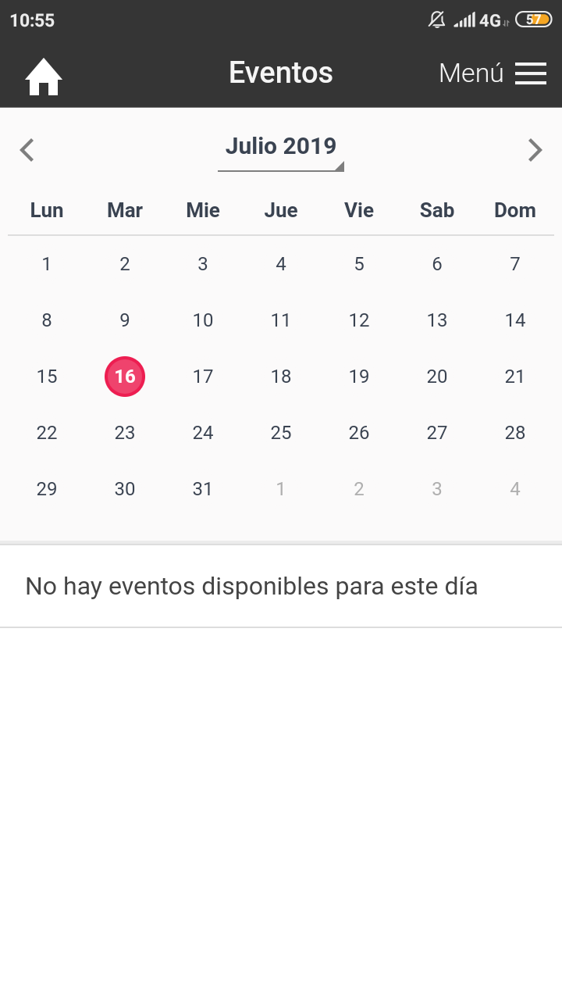 10:55 4G 57
Eventos Menú
Julio 2019
Lun Mar Mie Jue Vie Sab Dom
1 2 3 4 5 6 7
8 9 10 11 12 13 14
15 16 17 18 19 20 21
22 23 24 25 26 27 28
29 30 31 1 2 3 4
No hay eventos disponibles para este día